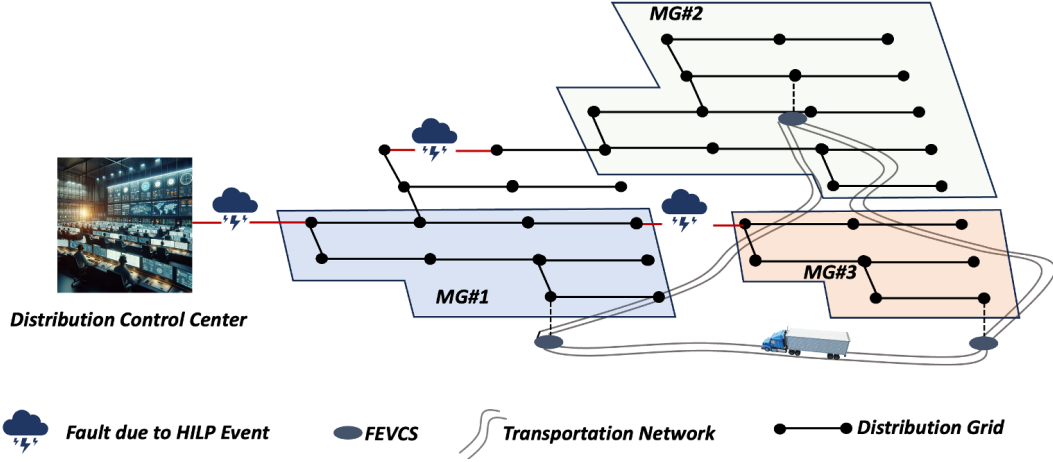 MG#2
MG#3
MG#1
Distribution Control Center
Fault due to HILP Event
FEVCS
Transportation Network
Distribution Grid